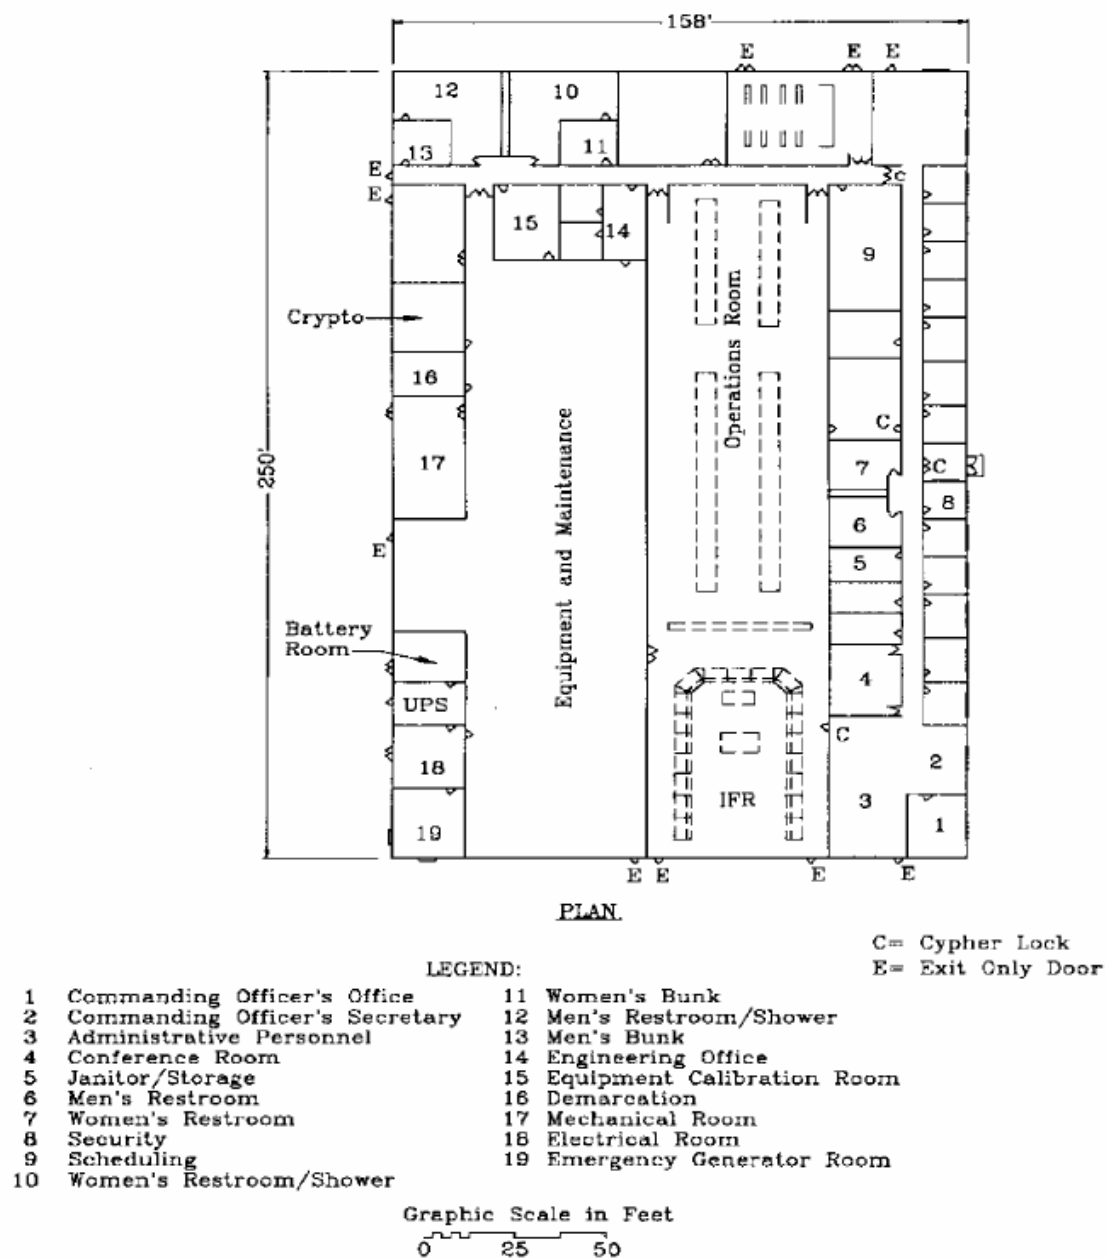 158'
E E E
12 10
13 11
E
E
C
15 14
9
Crypto
16
Operations Room
C
17 7 C
250'
8
6
E
5
Equipment and Maintenance
Battery
Room
4
UPS
C
18 2
IFR 3
19 1
E E E E
PLAN
C= Cypher Lock
E= Exit Only Door
LEGEND:
1 Commanding Officer's Office
2 Commanding Officer's Secretary
3 Administrative Personnel
4 Conference Room
5 Janitor/Storage
6 Men's Restroom
7 Women's Restroom
8 Security
9 Scheduling
10 Women's Restroom/Shower
11 Women's Bunk
12 Men's Restroom/Shower
13 Men's Bunk
14 Engineering Office
15 Equipment Calibration Room
16 Demarcation
17 Mechanical Room
18 Electrical Room
19 Emergency Generator Room
Graphic Scale in Feet
0 25 50